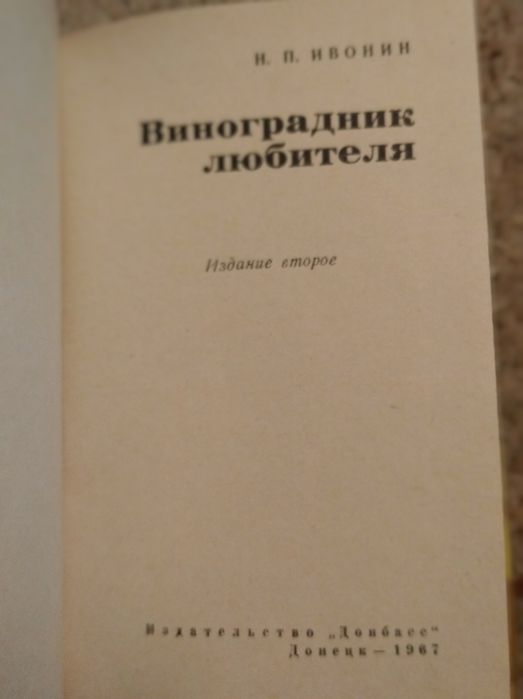 Н. П. ИВОНИН
Виноградник
любителя
Издание второе
Издательство „Донбасс“
Донецк — 1967